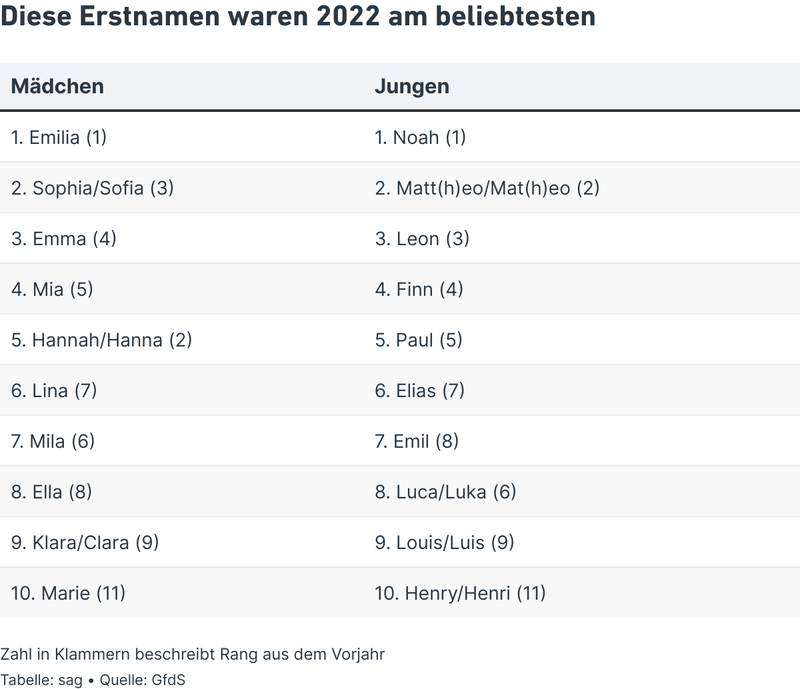 Diese Erstnamen waren 2022 am beliebtesten
Mädchen Jungen
1. Emilia (1) 1. Noah (1)
2. Sophia/Sofia (3) 2. Matt(h)eo/Mat(h)eo (2)
3. Emma (4) 3. Leon (3)
4. Mia (5) 4. Finn (4)
5. Hannah/Hanna (2) 5. Paul (5)
6. Lina (7) 6. Elias (7)
7. Mila (6) 7. Emil (8)
8. Ella (8) 8. Luca/Luka (6)
9. Klara/Clara (9) 9. Louis/Luis (9)
10. Marie (11) 10. Henry/Henri (11)
Zahl in Klammern beschreibt Rang aus dem Vorjahr
Tabelle: sag • Quelle: GfdS